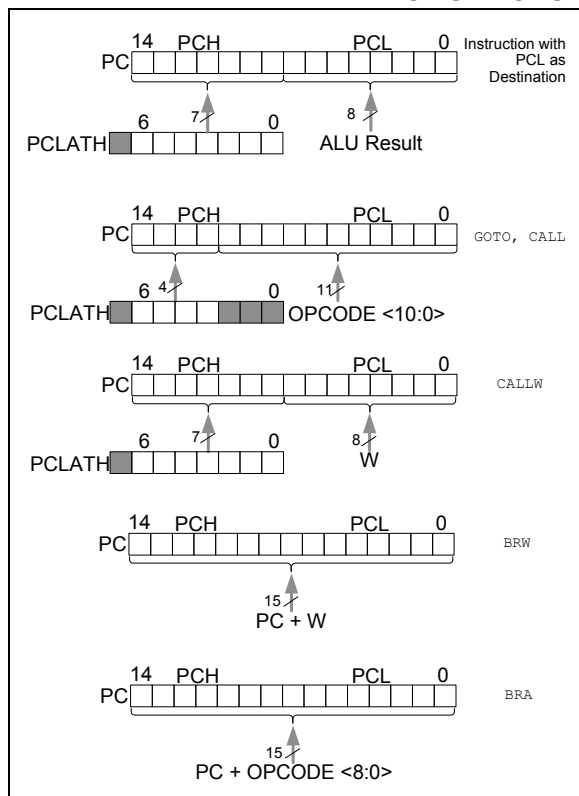 14 PCH PCL 0 Instruction with
PC PCL as
Destination
7 8
6 0
PCLATH ALU Result
14 PCH PCL 0
PC GOTO, CALL
4 11
6 0
PCLATH OPCODE <10:0>
14 PCH PCL 0
PC CALLW
7 8
6 0 W
PCLATH
14 PCH PCL 0
PC BRW
15
PC + W
14 PCH PCL 0
PC BRA
15
PC + OPCODE <8:0>